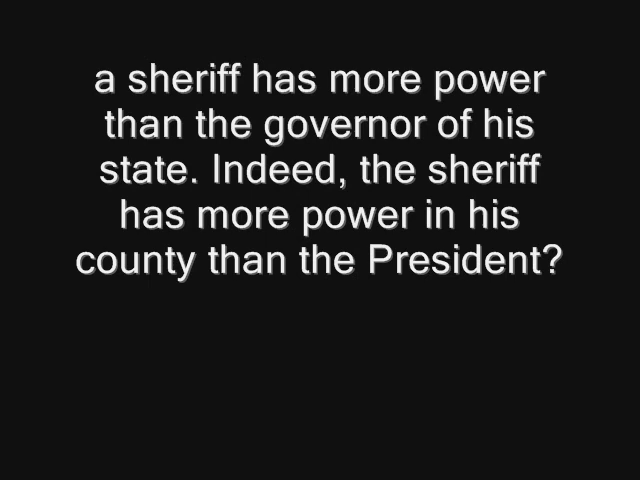 a sheriff has more power
than the governor of his
state. Indeed, the sheriff
has more power in his
county than the President?